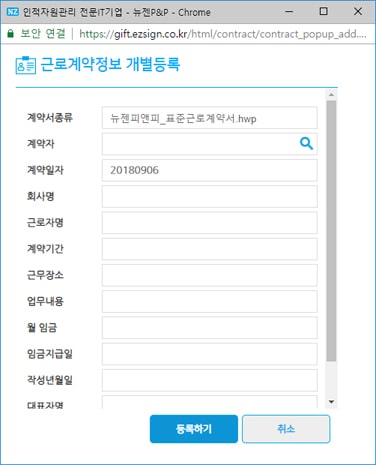 NZ 인적자원관리 전문IT기업 - 뉴젠P&P - Chrome
보안 연결 | https://gift.ezsign.co.kr/html/contract/contract_popup_add....
근로계약정보 개별등록
계약서종류 뉴젠피앤피_표준근로계약서.hwp
계약자
계약일자 20180906
회사명
근로자명
계약기간
근무장소
업무내용
월 임금
임금지급일
작성년월일
대표자명
등록하기 취소